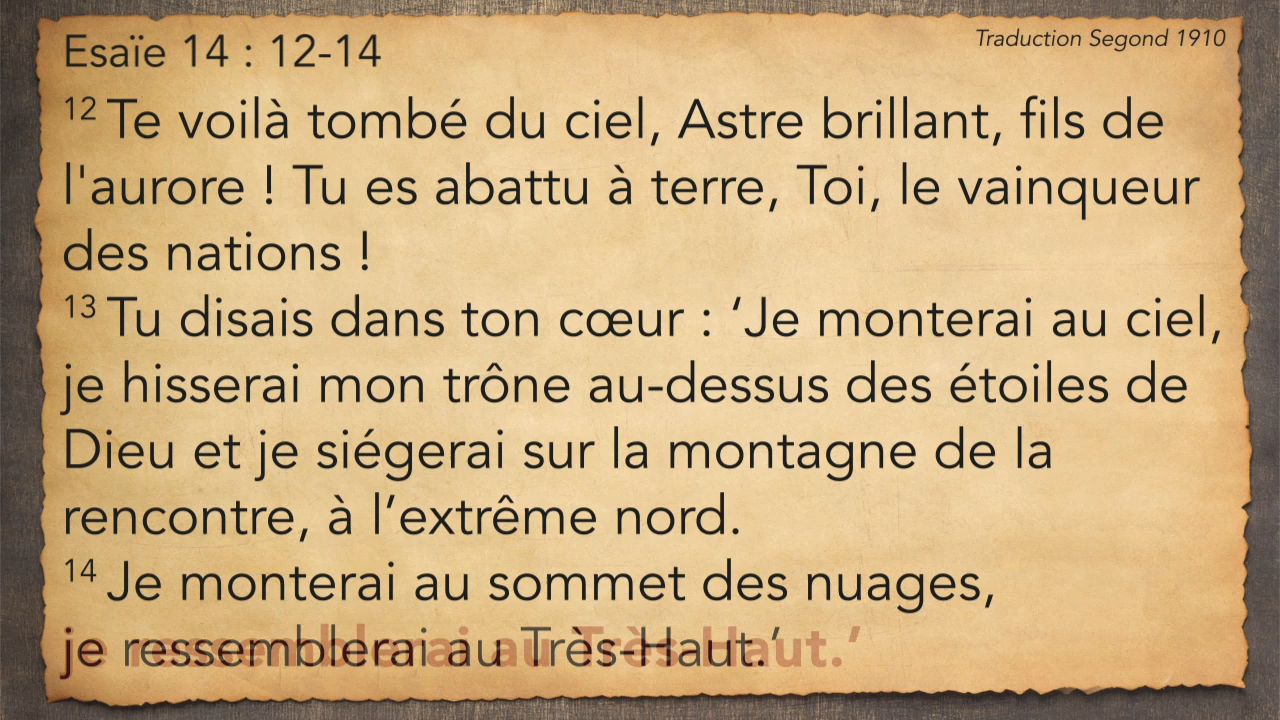 Esaïe 14 : 12-14
Traduction Segond 1910
12 Te voilà tombé du ciel, Astre brillant, fils de
l'aurore ! Tu es abattu à terre, Toi, le vainqueur
des nations !
13 Tu disais dans ton cœur : ‘Je monterai au ciel,
je hisserai mon trône au-dessus des étoiles de
Dieu et je siégerai sur la montagne de la
rencontre, à l’extrême nord.
14 Je monterai au sommet des nuages,
je ressemblerai au Très-Haut.’